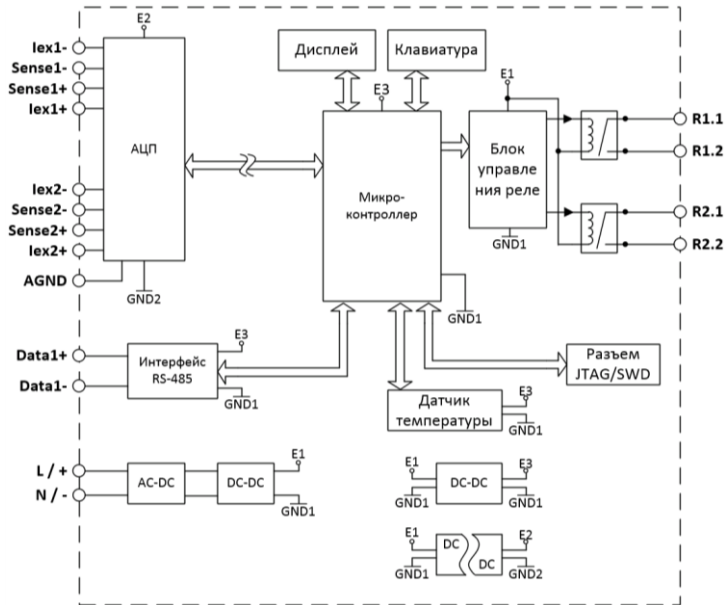 E2
Iex1-
Sense1-
Sense1+
Iex1+
АЦП
Iex2-
Sense2-
Sense2+
Iex2+
AGND
GND2
Дисплей
Клавиатура
E3
Микро-
контроллер
GND1
E1
Блок
управле
ния реле
GND1
R1.1
R1.2
R2.1
R2.2
Data1+
Data1-
Интерфейс
RS-485
E3
GND1
Разъем
JTAG/SWD
Датчик
температуры
E3
GND1
L / +
N / -
AC-DC
DC-DC
E1
GND1
E1
GND1
DC-DC
E3
GND1
E1
GND1
DC
DC
E2
GND2